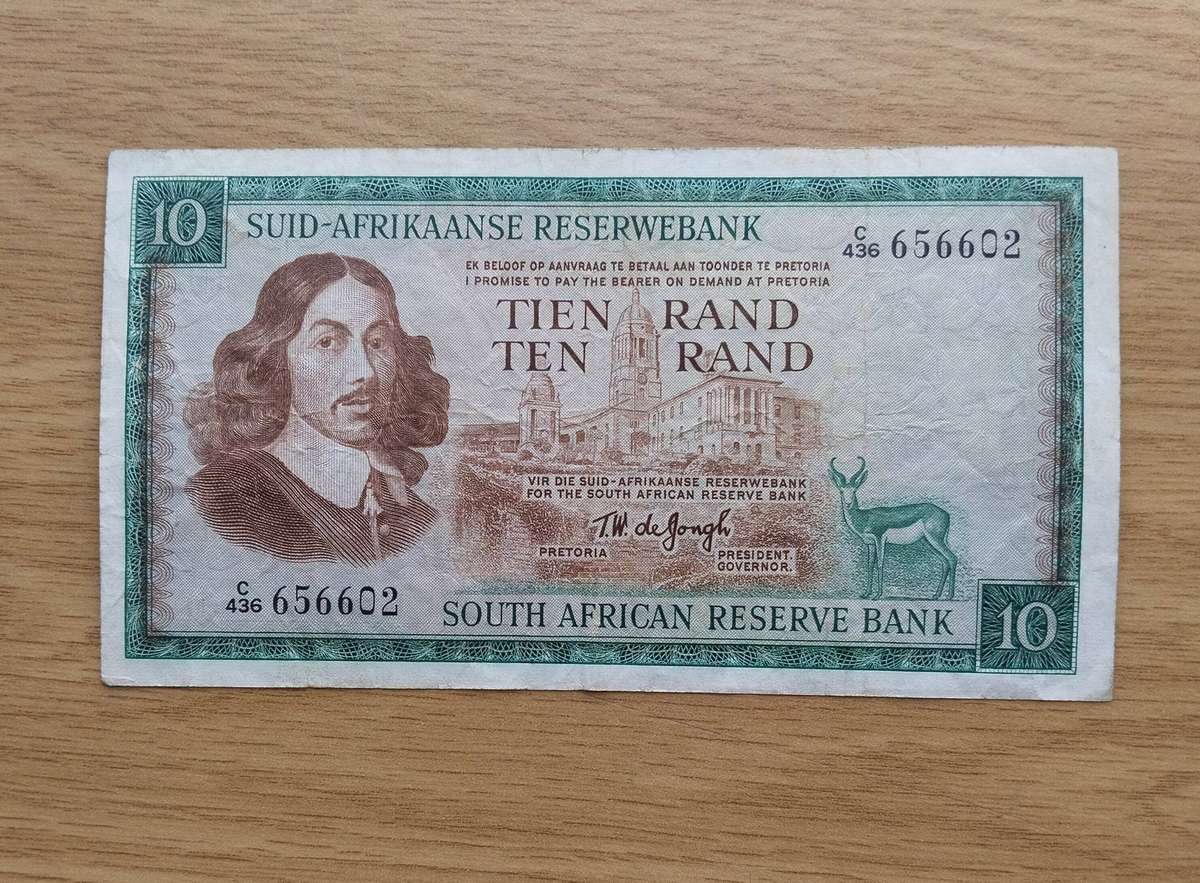 10
SUID-AFRIKAANSE RESERWEBANK
C/436 656602
EK BELOOF OP AANVRAAG TE BETAAL AAN TOONDER TE PRETORIA
I PROMISE TO PAY THE BEARER ON DEMAND AT PRETORIA
TIEN RAND
TEN RAND
VIR DIE SUID-AFRIKAANSE RESERWEBANK
FOR THE SOUTH AFRICAN RESERVE BANK
T.W. de Jongh
PRETORIA
PRESIDENT.
GOVERNOR.
C/436 656602
SOUTH AFRICAN RESERVE BANK
10